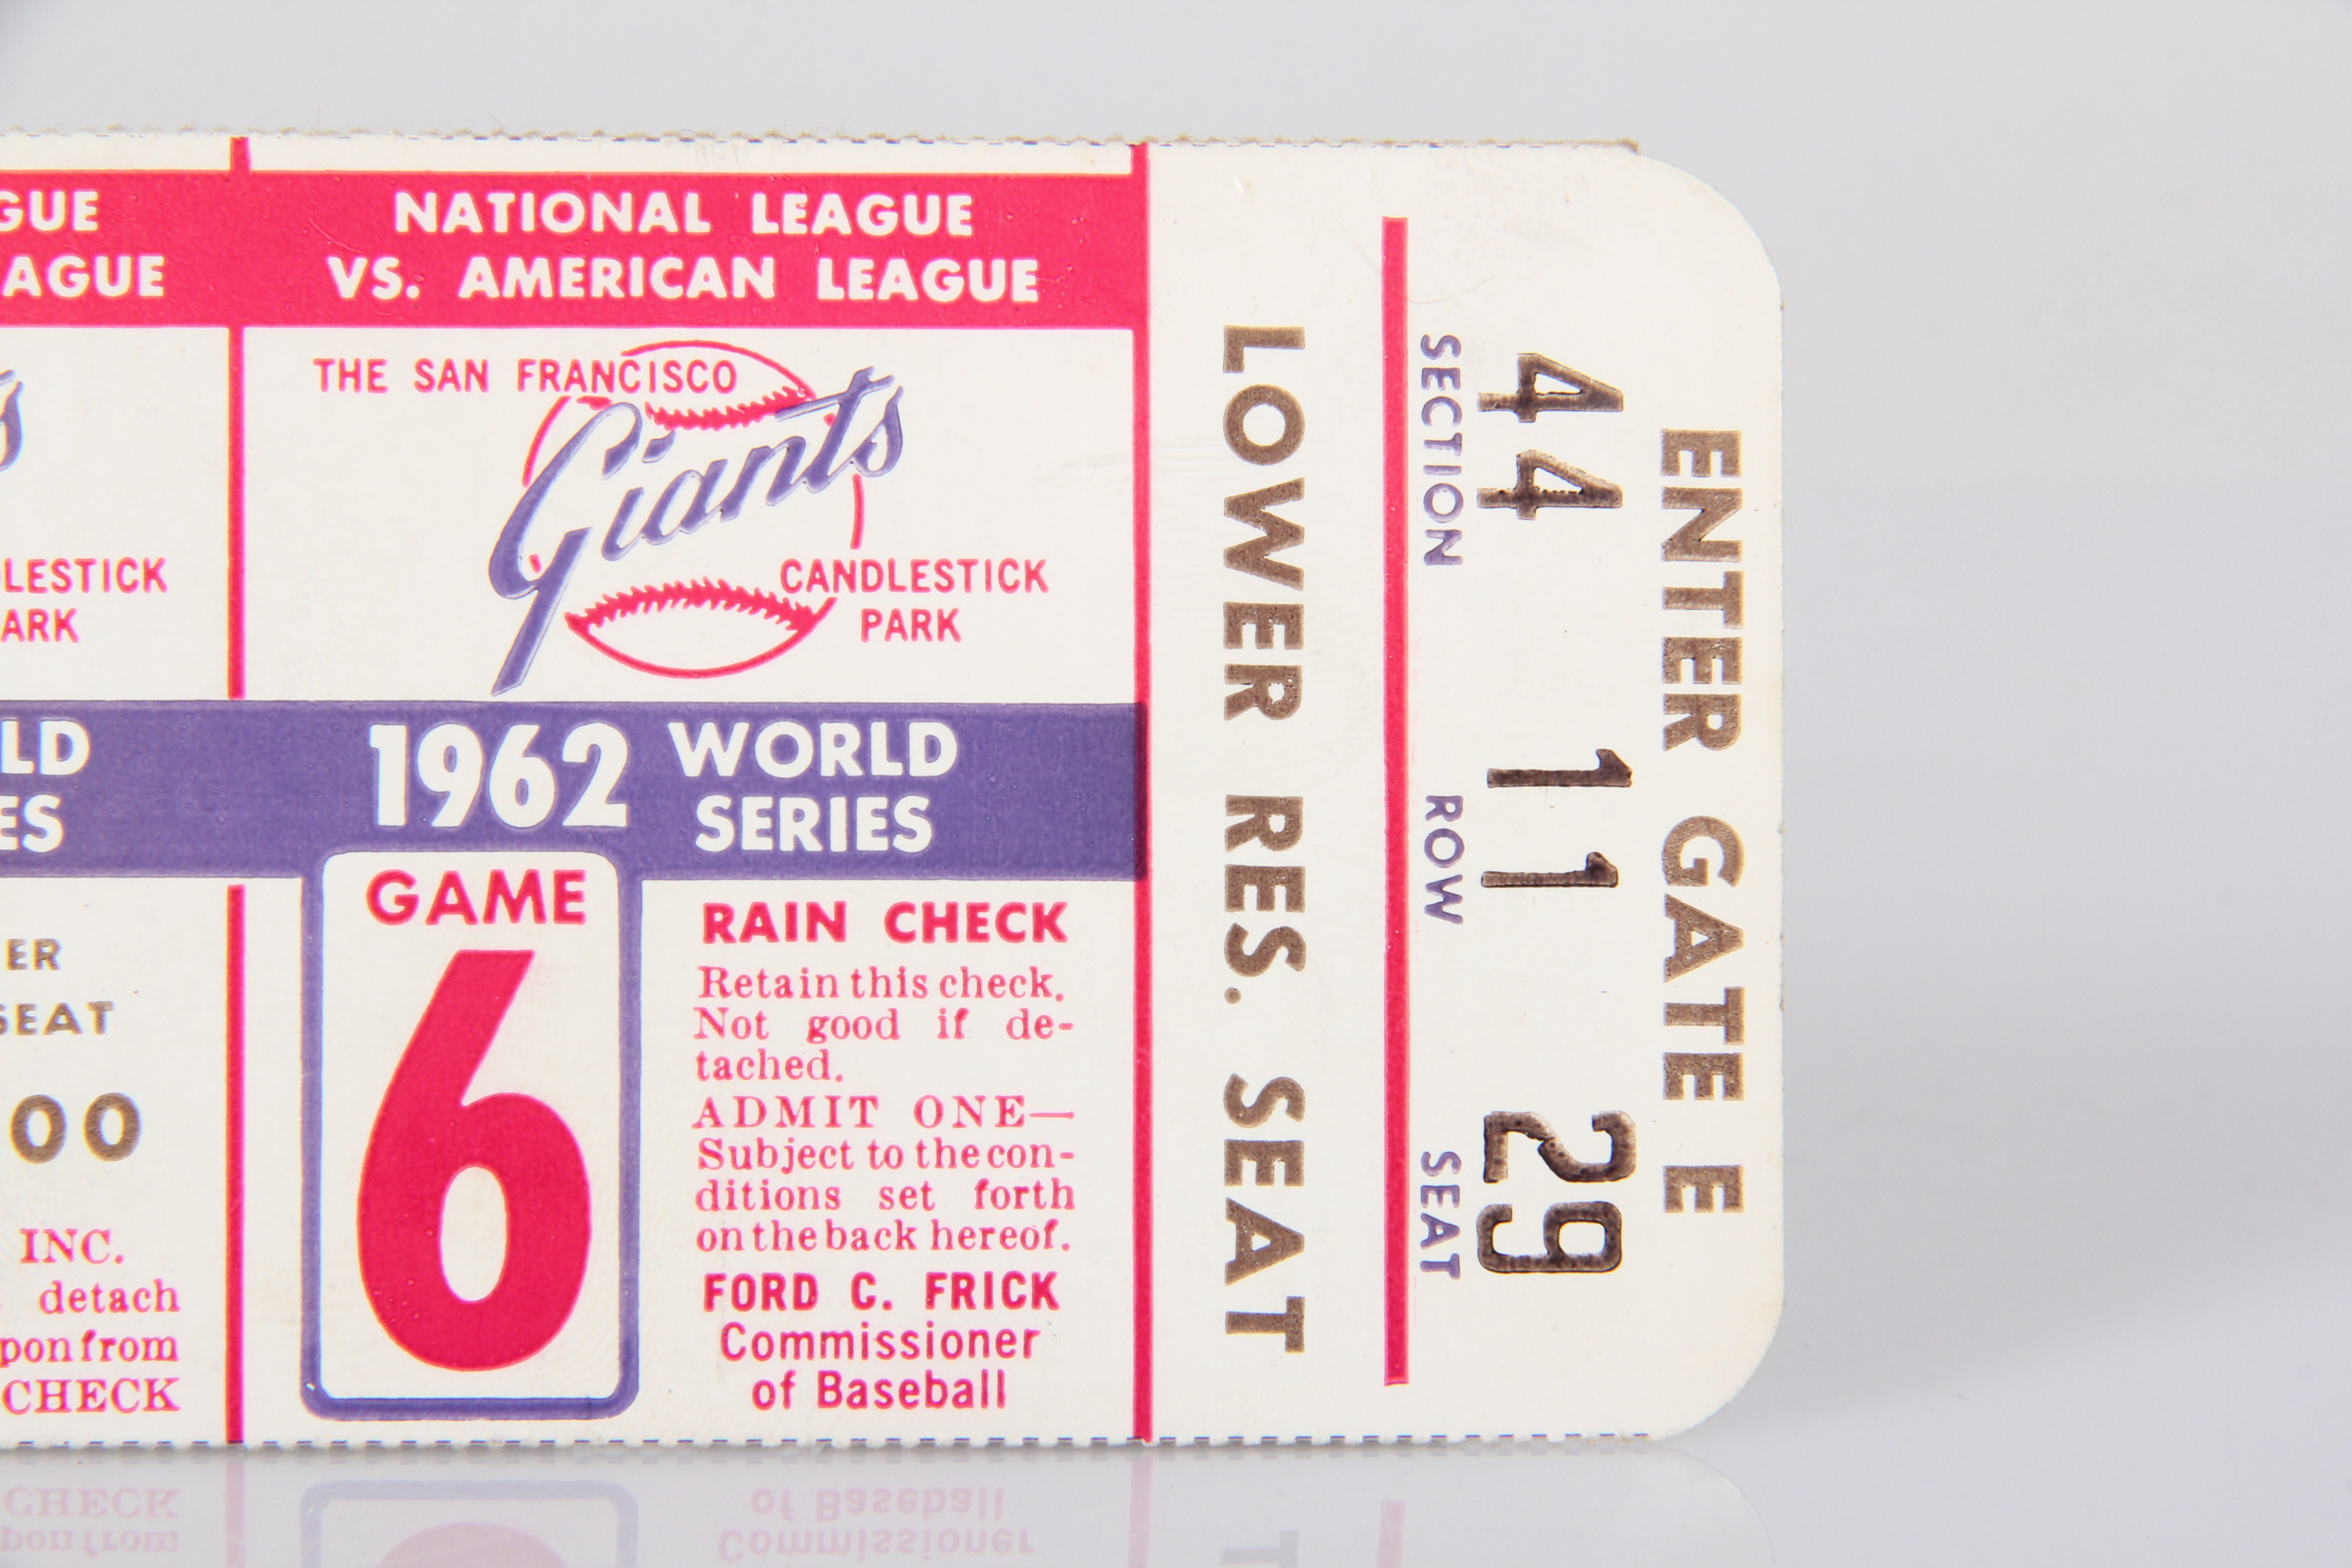 GUE
AGUE
S
LESTICK
ARK
LD
ES
ER
SEAT
00
INC.
detach
pon from
CHECK
NATIONAL LEAGUE
VS. AMERICAN LEAGUE
THE SAN FRANCISCO
Giants
CANDLESTICK
PARK
1962 WORLD
SERIES
GAME
6
RAIN CHECK
Retain this check.
Not good if de-
tached.
ADMIT ONE—
Subject to the con-
ditions set forth
on the back hereof.
FORD C. FRICK
Commissioner
of Baseball
LOWER RES. SEAT
SECTION ROW SEAT
44 11 29
ENTER GATE E